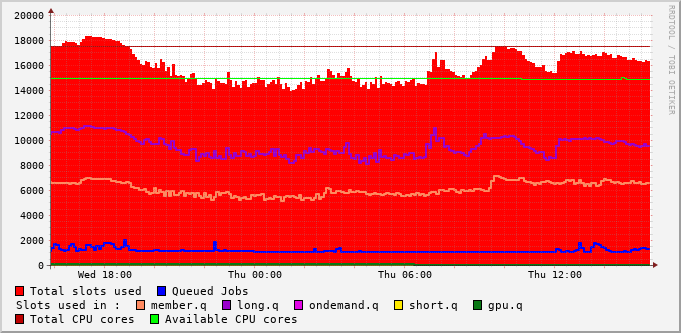 20000
18000
16000
14000
12000
10000
8000
6000
4000
2000
0
Wed 18:00 Thu 00:00 Thu 06:00 Thu 12:00
RRDTOOL / TOBI OETIKER
Total slots used Queued Jobs
Slots used in : member.q long.q ondemand.q short.q gpu.q
Total CPU cores Available CPU cores